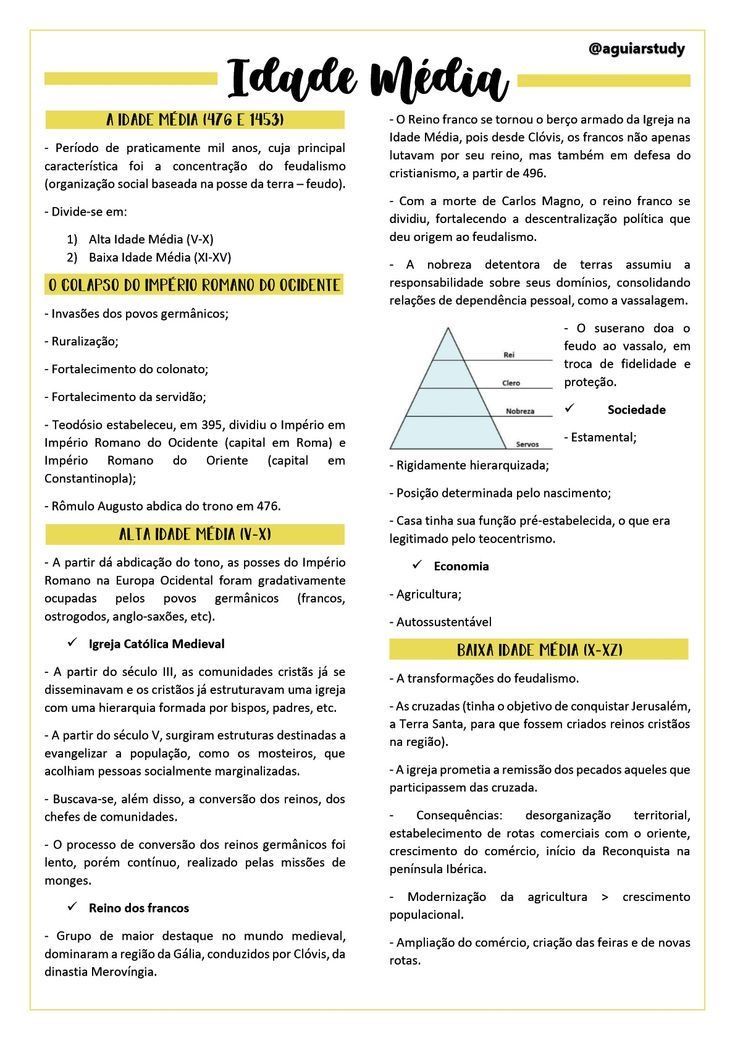 @aguiarstudy
Idade Média
A IDADE MÉDIA (476 E 1453)
- Período de praticamente mil anos, cuja principal
característica foi a concentração do feudalismo
(organização social baseada na posse da terra – feudo).
- Divide-se em:
1) Alta Idade Média (V-X)
2) Baixa Idade Média (XI-XV)
O COLAPSO DO IMPÉRIO ROMANO DO OCIDENTE
- Invasões dos povos germânicos;
- Ruralização;
- Fortalecimento do colonato;
- Fortalecimento da servidão;
- Teodósio estabeleceu, em 395, dividiu o Império em
Império Romano do Ocidente (capital em Roma) e
Império Romano do Oriente (capital em
Constantinopla);
- Rômulo Augusto abdica do trono em 476.
ALTA IDADE MÉDIA (V-X)
- A partir dá abdicação do tono, as posses do Império
Romano na Europa Ocidental foram gradativamente
ocupadas pelos povos germânicos (francos,
ostrogodos, anglo-saxões, etc).
✓ Igreja Católica Medieval
- A partir do século III, as comunidades cristãs já se
disseminavam e os cristãos já estruturavam uma igreja
com uma hierarquia formada por bispos, padres, etc.
- A partir do século V, surgiram estruturas destinadas a
evangelizar a população, como os mosteiros, que
acolhiam pessoas socialmente marginalizadas.
- Buscava-se, além disso, a conversão dos reinos, dos
chefes de comunidades.
- O processo de conversão dos reinos germânicos foi
lento, porém contínuo, realizado pelas missões de
monges.
✓ Reino dos francos
- Grupo de maior destaque no mundo medieval,
dominaram a região da Gália, conduzidos por Clóvis, da
dinastia Merovíngia.
- O Reino franco se tornou o berço armado da Igreja na
Idade Média, pois desde Clóvis, os francos não apenas
lutavam por seu reino, mas também em defesa do
cristianismo, a partir de 496.
- Com a morte de Carlos Magno, o reino franco se
dividiu, fortalecendo a descentralização política que
deu origem ao feudalismo.
- A nobreza detentora de terras assumiu a
responsabilidade sobre seus domínios, consolidando
relações de dependência pessoal, como a vassalagem.
Rei
Clero
Nobreza
Servos
- O suserano doa o
feudo ao vassalo, em
troca de fidelidade e
proteção.
✓ Sociedade
- Estamental;
- Rigidamente hierarquizada;
- Posição determinada pelo nascimento;
- Casa tinha sua função pré-estabelecida, o que era
legitimado pelo teocentrismo.
✓ Economia
- Agricultura;
- Autossustentável
BAIXA IDADE MÉDIA (X-XZ)
- A transformações do feudalismo.
- As cruzadas (tinha o objetivo de conquistar Jerusalém,
a Terra Santa, para que fossem criados reinos cristãos
na região).
- A igreja prometia a remissão dos pecados aqueles que
participassem das cruzada.
- Consequências: desorganização territorial,
estabelecimento de rotas comerciais com o oriente,
crescimento do comércio, início da Reconquista na
península Ibérica.
- Modernização da agricultura > crescimento
populacional.
- Ampliação do comércio, criação das feiras e de novas
rotas.